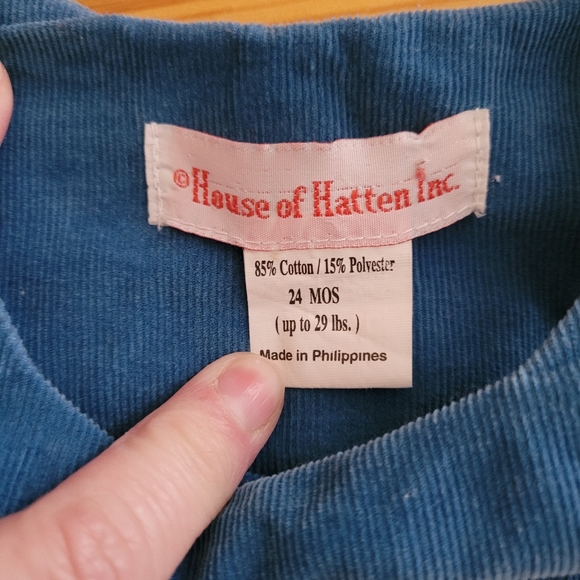 ©House of Hatten Inc.
85% Cotton / 15% Polyester
24 MOS
( up to 29 lbs. )
Made in Philippines